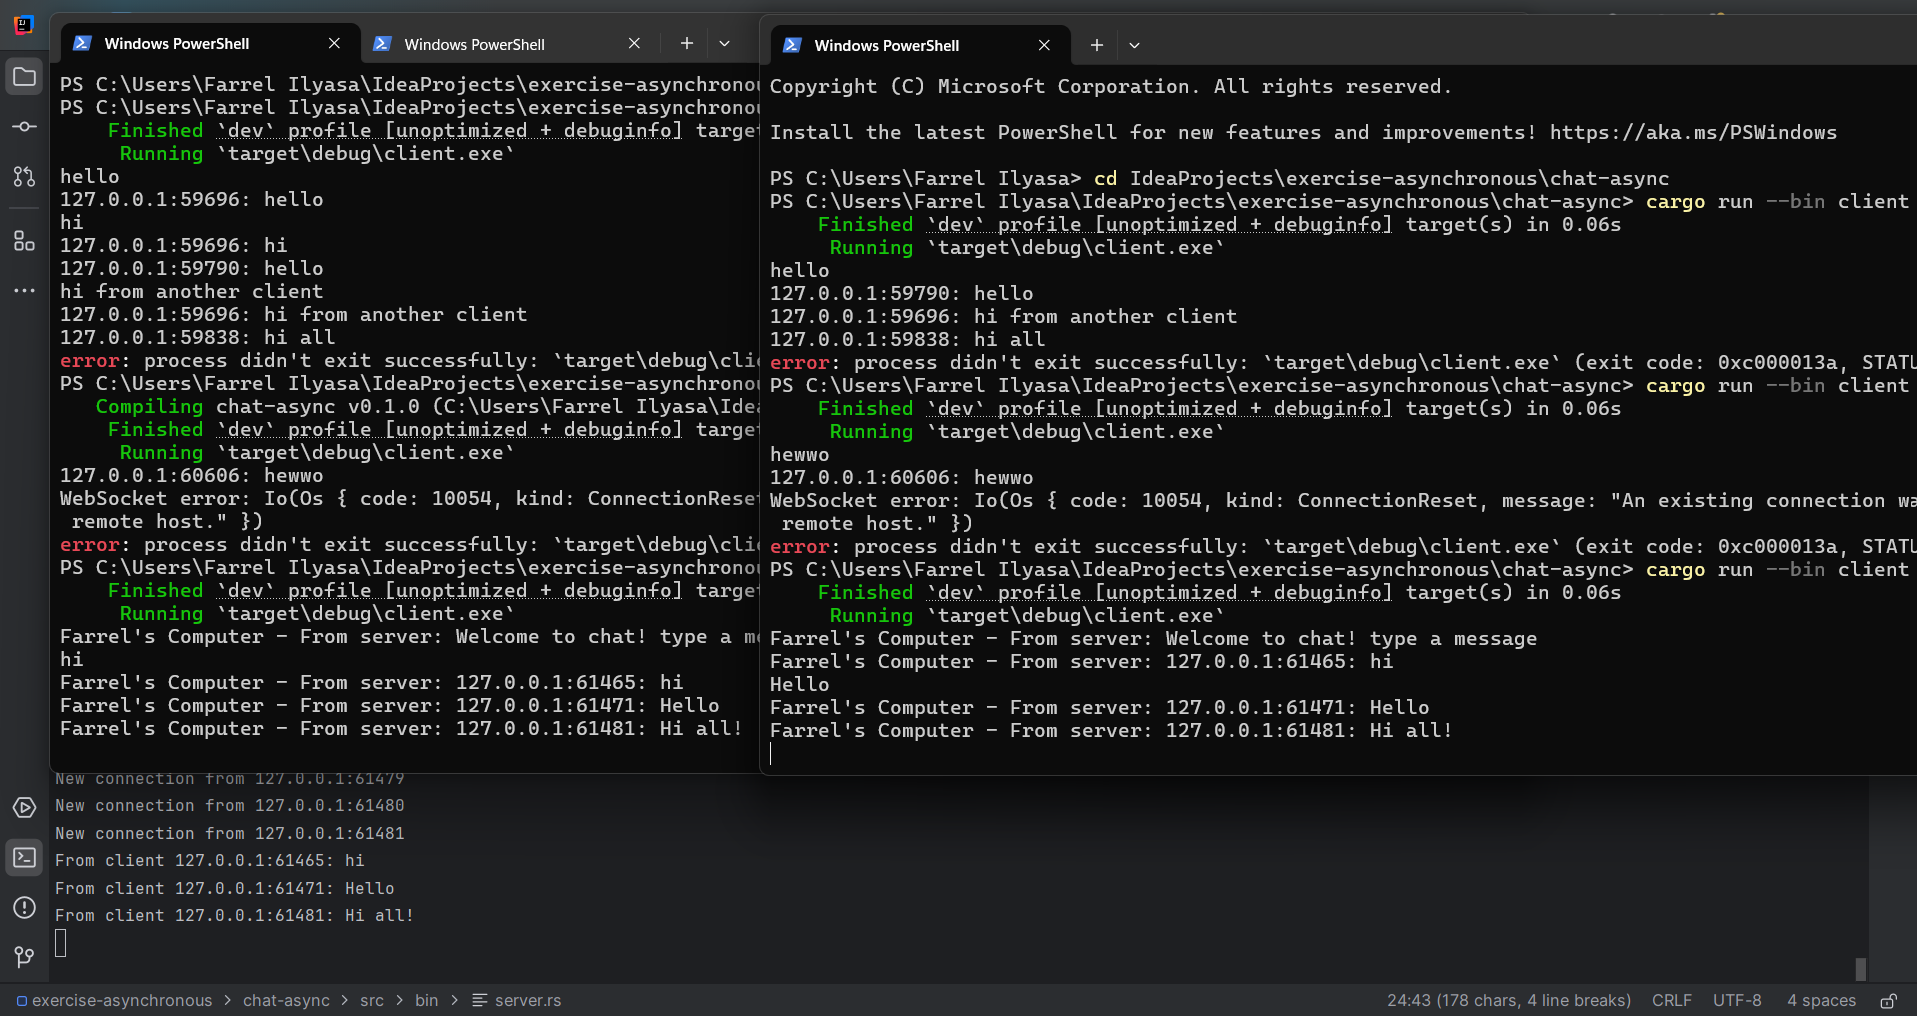 Windows PowerShell
Windows PowerShell
PS C:\Users\Farrel Ilyasa\IdeaProjects\exercise-asynchronou
PS C:\Users\Farrel Ilyasa\IdeaProjects\exercise-asynchronou
Finished `dev` profile [unoptimized + debuginfo] target
Running `target\debug\client.exe`
hello
127.0.0.1:59696: hello
hi
127.0.0.1:59696: hi
127.0.0.1:59790: hello
hi from another client
127.0.0.1:59696: hi from another client
127.0.0.1:59838: hi all
error: process didn't exit successfully: `target\debug\clie
PS C:\Users\Farrel Ilyasa\IdeaProjects\exercise-asynchronou
Compiling chat-async v0.1.0 (C:\Users\Farrel Ilyasa\Idea
Finished `dev` profile [unoptimized + debuginfo] target
Running `target\debug\client.exe`
127.0.0.1:60606: hewwo
WebSocket error: Io(Os { code: 10054, kind: ConnectionReset
remote host." })
error: process didn't exit successfully: `target\debug\clie
PS C:\Users\Farrel Ilyasa\IdeaProjects\exercise-asynchronou
Finished `dev` profile [unoptimized + debuginfo] target
Running `target\debug\client.exe`
Farrel's Computer - From server: Welcome to chat! type a me
hi
Farrel's Computer - From server: 127.0.0.1:61465: hi
Farrel's Computer - From server: 127.0.0.1:61471: Hello
Farrel's Computer - From server: 127.0.0.1:61481: Hi all!
Windows PowerShell
Copyright (C) Microsoft Corporation. All rights reserved.
Install the latest PowerShell for new features and improvements! https://aka.ms/PSWindows
PS C:\Users\Farrel Ilyasa> cd IdeaProjects\exercise-asynchronous\chat-async
PS C:\Users\Farrel Ilyasa\IdeaProjects\exercise-asynchronous\chat-async> cargo run --bin client
Finished `dev` profile [unoptimized + debuginfo] target(s) in 0.06s
Running `target\debug\client.exe`
hello
127.0.0.1:59790: hello
127.0.0.1:59696: hi from another client
127.0.0.1:59838: hi all
error: process didn't exit successfully: `target\debug\client.exe` (exit code: 0xc000013a, STATU
PS C:\Users\Farrel Ilyasa\IdeaProjects\exercise-asynchronous\chat-async> cargo run --bin client
Finished `dev` profile [unoptimized + debuginfo] target(s) in 0.06s
Running `target\debug\client.exe`
hewwo
127.0.0.1:60606: hewwo
WebSocket error: Io(Os { code: 10054, kind: ConnectionReset, message: "An existing connection wa
remote host." })
error: process didn't exit successfully: `target\debug\client.exe` (exit code: 0xc000013a, STATU
PS C:\Users\Farrel Ilyasa\IdeaProjects\exercise-asynchronous\chat-async> cargo run --bin client
Finished `dev` profile [unoptimized + debuginfo] target(s) in 0.06s
Running `target\debug\client.exe`
Farrel's Computer - From server: Welcome to chat! type a message
Farrel's Computer - From server: 127.0.0.1:61465: hi
Hello
Farrel's Computer - From server: 127.0.0.1:61471: Hello
Farrel's Computer - From server: 127.0.0.1:61481: Hi all!
New connection from 127.0.0.1:61479
New connection from 127.0.0.1:61480
New connection from 127.0.0.1:61481
From client 127.0.0.1:61465: hi
From client 127.0.0.1:61471: Hello
From client 127.0.0.1:61481: Hi all!
exercise-asynchronous > chat-async > src > bin > server.rs
24:43 (178 chars, 4 line breaks) CRLF UTF-8 4 spaces